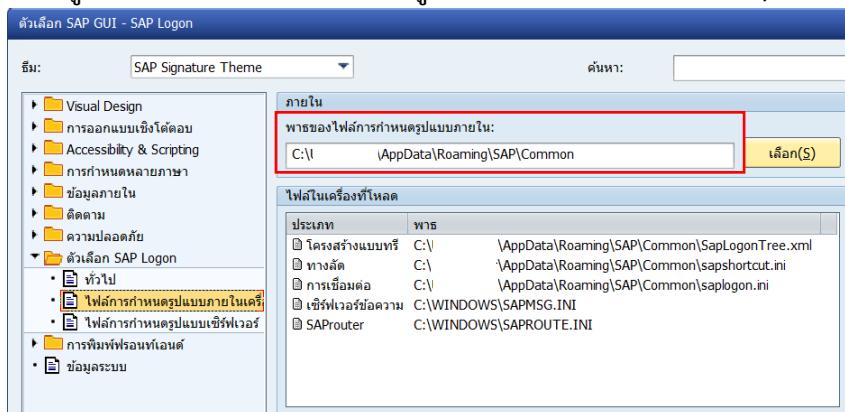 ตัวเลือก SAP GUI - SAP Logon
ธีม: SAP Signature Theme ค้นหา:
Visual Design
การออกแบบเชิงโต้ตอบ
Accessibility & Scripting
การกำหนดหลายภาษา
ข้อมูลภายใน
ติดตาม
ความปลอดภัย
ตัวเลือก SAP Logon
ทั่วไป
ไฟล์การกำหนดรูปแบบภายในเครื่
ไฟล์การกำหนดรูปแบบเซิร์ฟเวอร์
การพิมพ์ฟรอนท์เอนด์
ข้อมูลระบบ
ภายใน
พาธของไฟล์การกำหนดรูปแบบภายใน:
C:\ \AppData\Roaming\SAP\Common เลือก(S)
ไฟล์ในเครื่องที่โหลด
ประเภท พาธ
โครงสร้างแบบทรี C:\ \AppData\Roaming\SAP\Common\SapLogonTree.xml
ทางลัด C:\ \AppData\Roaming\SAP\Common\sapshortcut.ini
การเชื่อมต่อ C:\ \AppData\Roaming\SAP\Common\saplogon.ini
เซิร์ฟเวอร์ข้อความ C:\WINDOWS\SAPMSG.INI
SAProuter C:\WINDOWS\SAPROUTE.INI